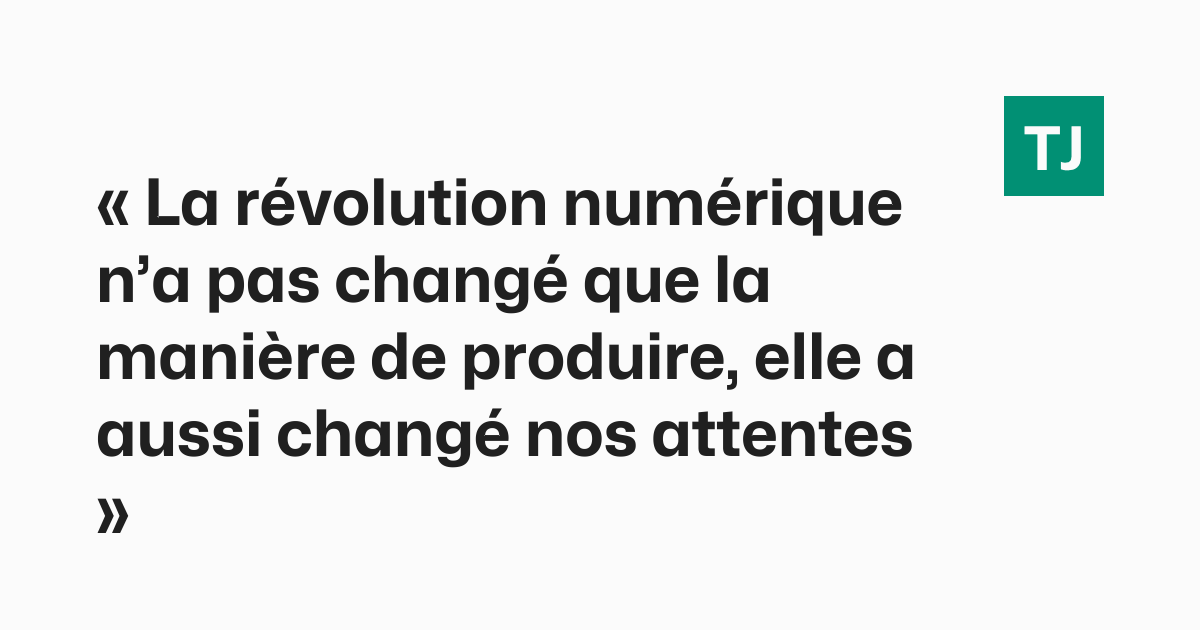 TJ
« La révolution numérique
n’a pas changé que la
manière de produire, elle a
aussi changé nos attentes
»